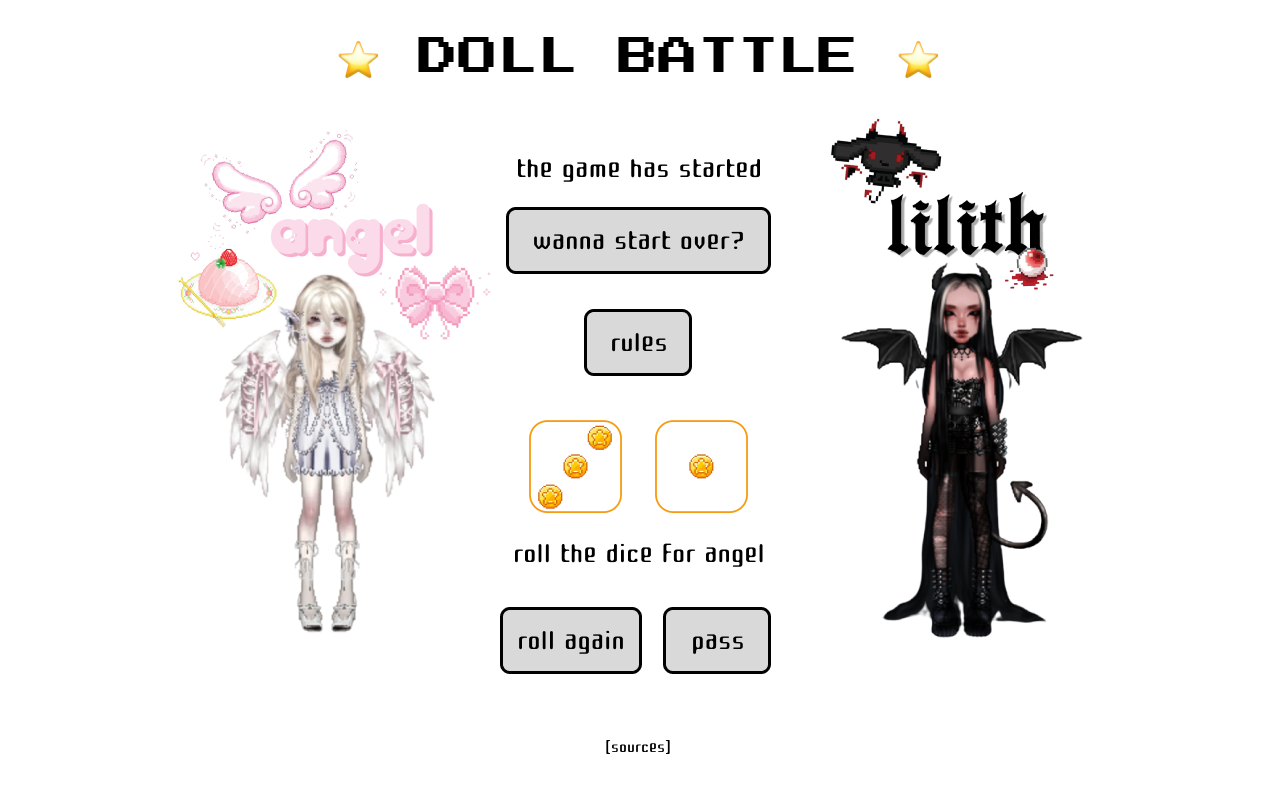 DOLL BATTLE
the game has started
angel
lilith
wanna start over?
rules
roll the dice for angel
roll again
pass
[sources]